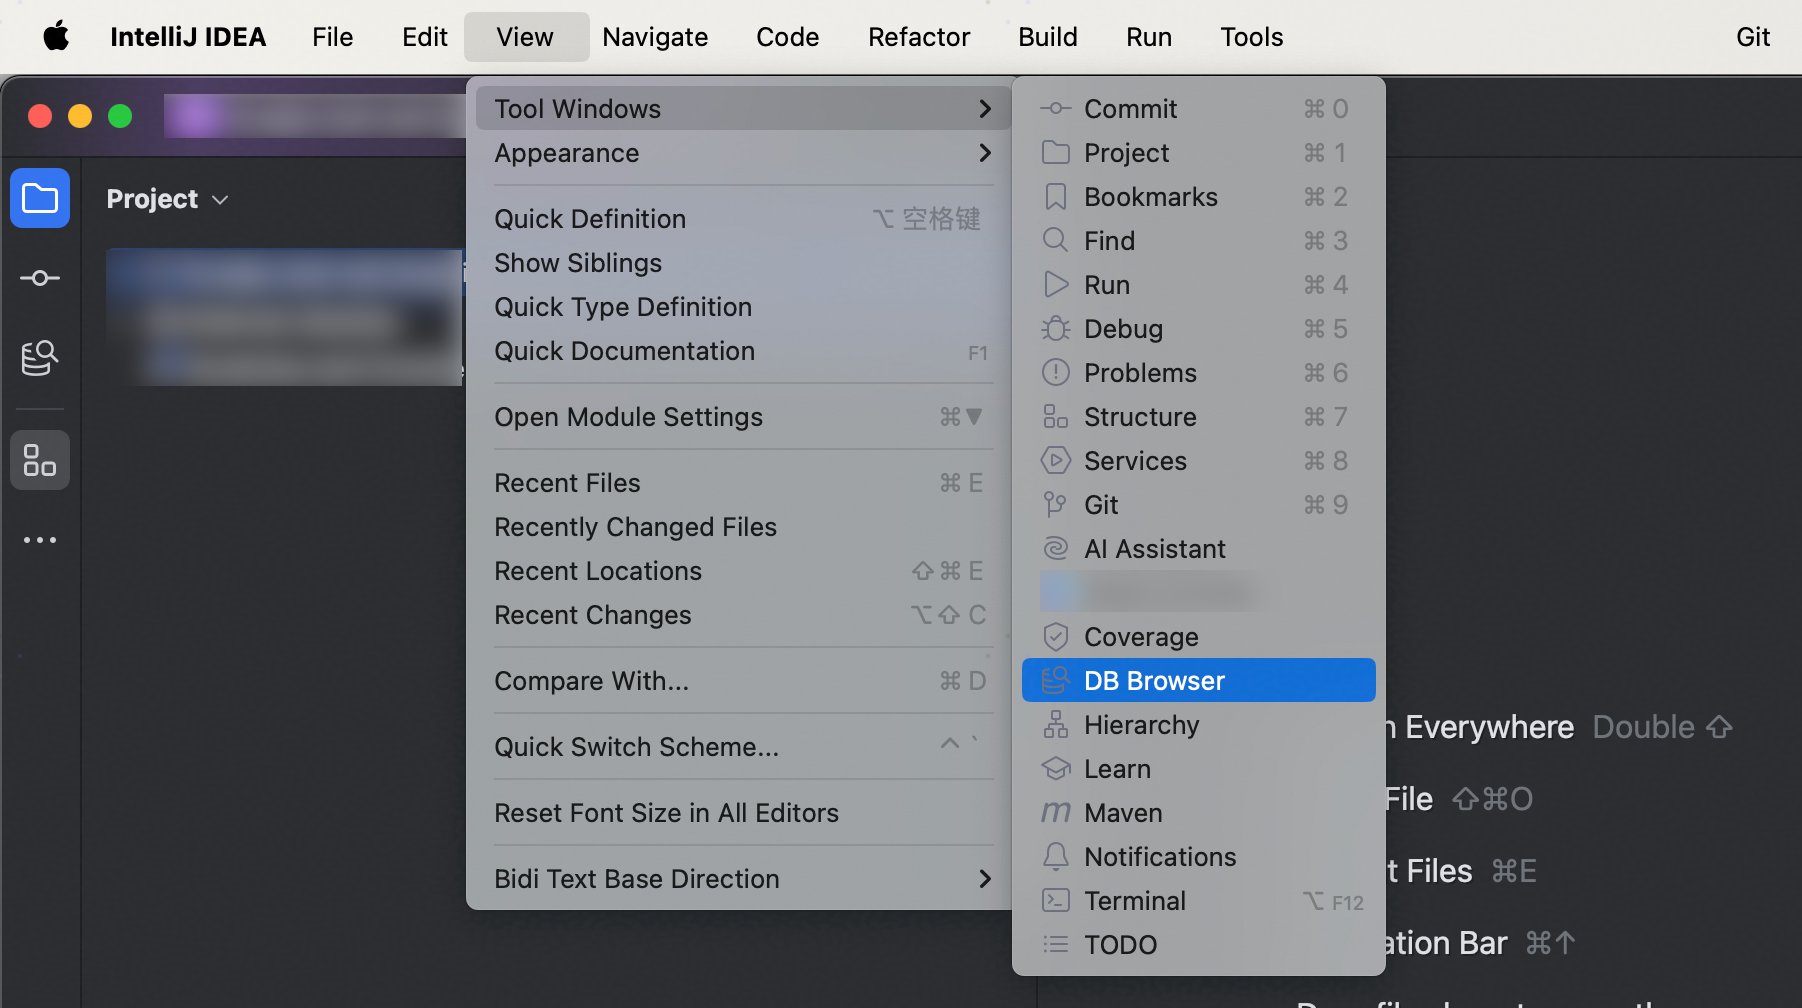 IntelliJ IDEA File Edit View Navigate Code Refactor Build Run Tools Git
Project
Tool Windows
Appearance
Quick Definition ⌥ 空格键
Show Siblings
Quick Type Definition
Quick Documentation F1
Open Module Settings ⌘▼
Recent Files ⌘ E
Recently Changed Files
Recent Locations ⇧⌘ E
Recent Changes ⌥⇧ C
Compare With... ⌘ D
Quick Switch Scheme... ^ `
Reset Font Size in All Editors
Bidi Text Base Direction
Commit ⌘ 0
Project ⌘ 1
Bookmarks ⌘ 2
Find ⌘ 3
Run ⌘ 4
Debug ⌘ 5
Problems ⌘ 6
Structure ⌘ 7
Services ⌘ 8
Git ⌘ 9
AI Assistant
Coverage
DB Browser
Hierarchy
Learn
Maven
Notifications
Terminal ⌥ F12
TODO
Everywhere Double ⇧
File ⇧⌘O
Files ⌘E
Bar ⌘↑